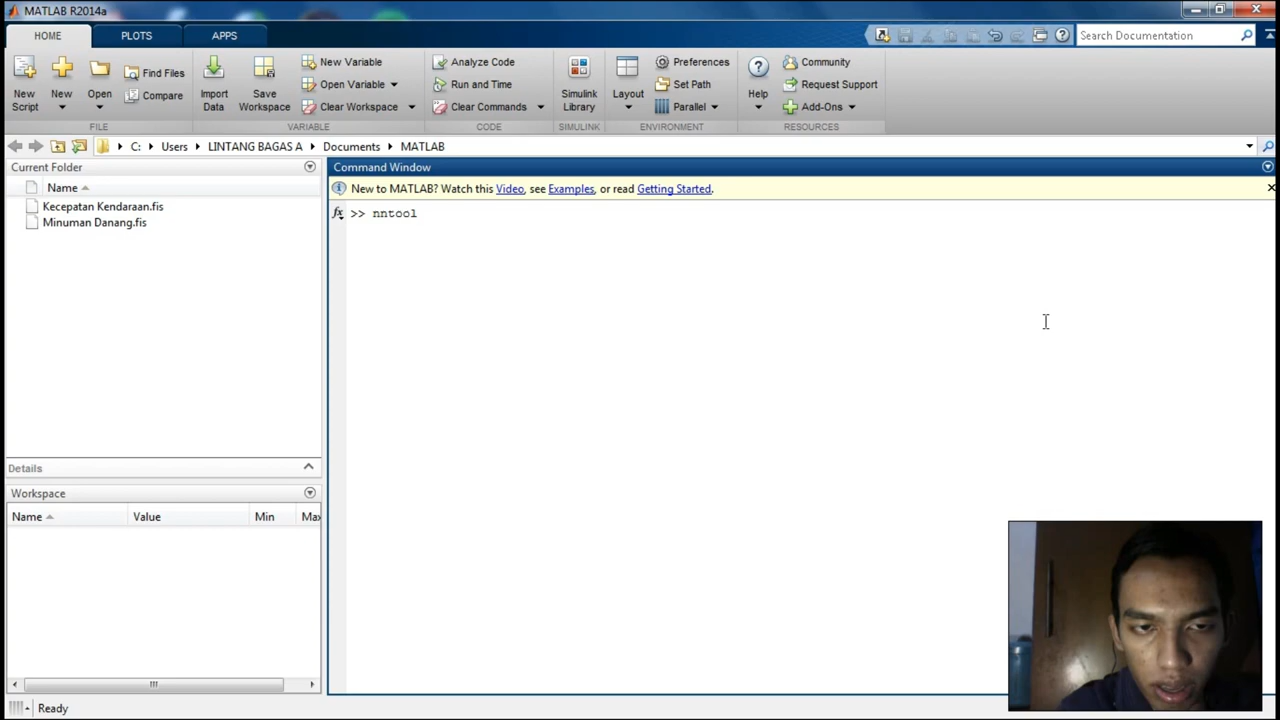 MATLAB R2014a
HOME
PLOTS
APPS
Search Documentation
New Script
New
Open
Find Files
Compare
Import Data
Save Workspace
New Variable
Open Variable
Clear Workspace
Analyze Code
Run and Time
Clear Commands
Simulink Library
Layout
Preferences
Set Path
Parallel
Help
Community
Request Support
Add-Ons
FILE
VARIABLE
CODE
SIMULINK
ENVIRONMENT
RESOURCES
C: Users LINTANG BAGAS A Documents MATLAB
Current Folder
Name
Kecepatan Kendaraan.fis
Minuman Danang.fis
Details
Workspace
Name Value Min Max
Command Window
New to MATLAB? Watch this Video, see Examples, or read Getting Started.
fx >> nntool
Ready